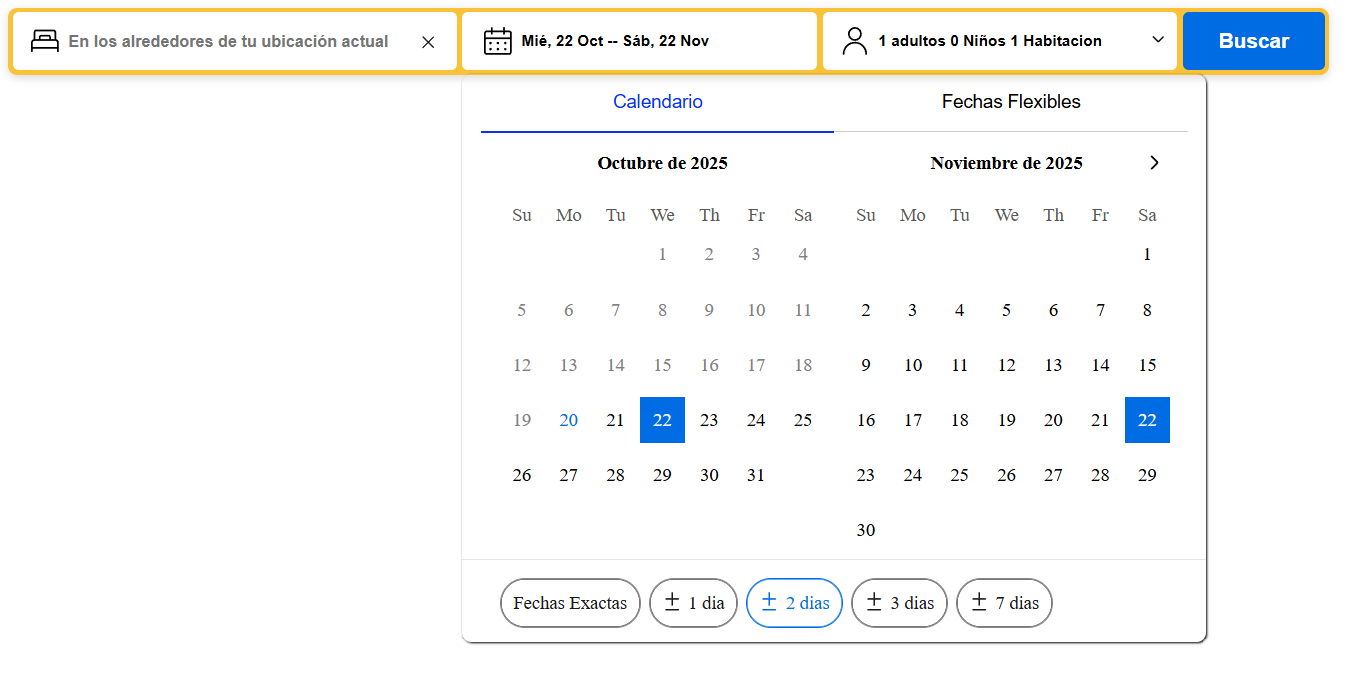 En los alrededores de tu ubicación actual
Mié, 22 Oct -- Sáb, 22 Nov
1 adultos 0 Niños 1 Habitacion
Buscar
Calendario
Fechas Flexibles
Octubre de 2025
Su Mo Tu We Th Fr Sa
1 2 3 4
5 6 7 8 9 10 11
12 13 14 15 16 17 18
19 20 21 22 23 24 25
26 27 28 29 30 31
Noviembre de 2025
Su Mo Tu We Th Fr Sa
1
2 3 4 5 6 7 8
9 10 11 12 13 14 15
16 17 18 19 20 21 22
23 24 25 26 27 28 29
30
Fechas Exactas
± 1 dia
± 2 dias
± 3 dias
± 7 dias